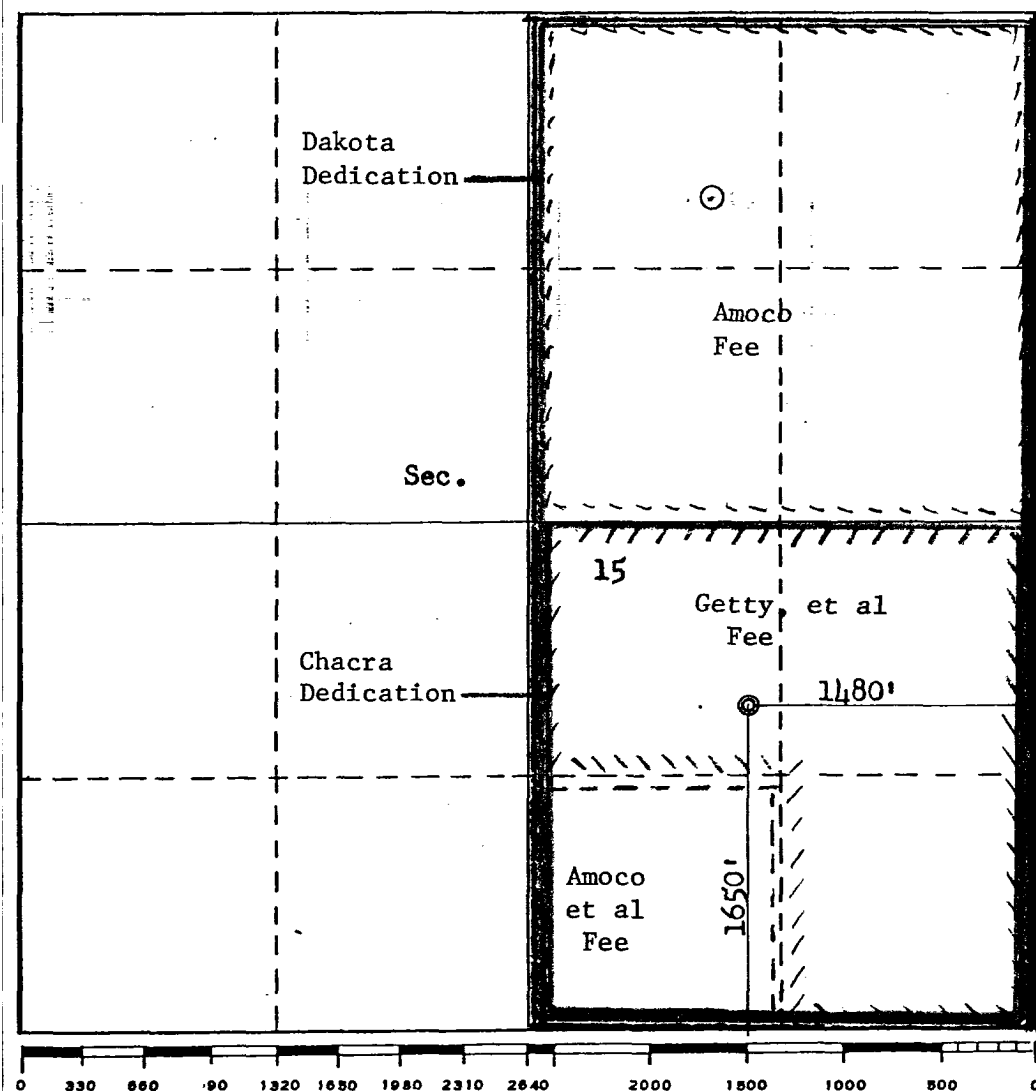 Dakota
Dedication
Amoco
Fee
Sec.
15
Getty, et al
Fee
Chacra
Dedication
1480'
Amoco
et al
Fee
1650'
0 330 660 .90 1320 1650 1980 2310 2640 2000 1500 1000 500